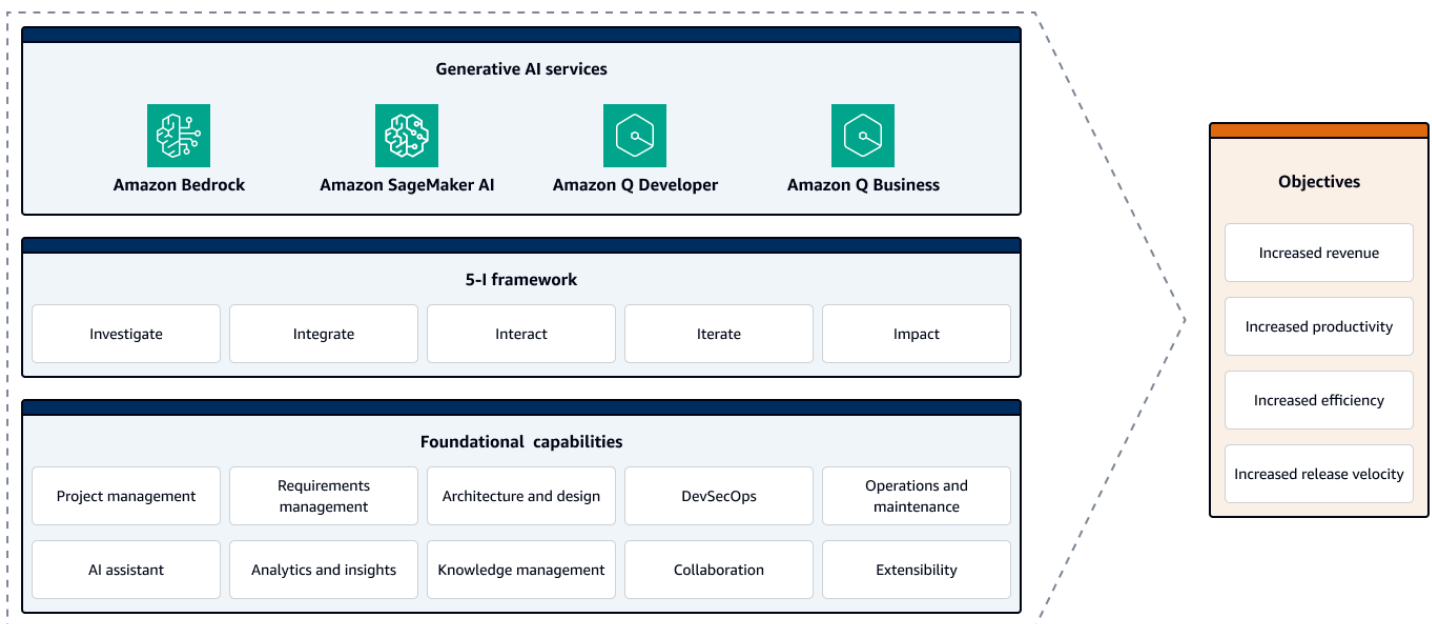 Generative AI services
Amazon Bedrock
Amazon SageMaker AI
Amazon Q Developer
Amazon Q Business
5-I framework
Investigate
Integrate
Interact
Iterate
Impact
Foundational capabilities
Project management
Requirements
management
Architecture and design
DevSecOps
Operations and
maintenance
AI assistant
Analytics and insights
Knowledge management
Collaboration
Extensibility
Objectives
Increased revenue
Increased productivity
Increased efficiency
Increased release velocity